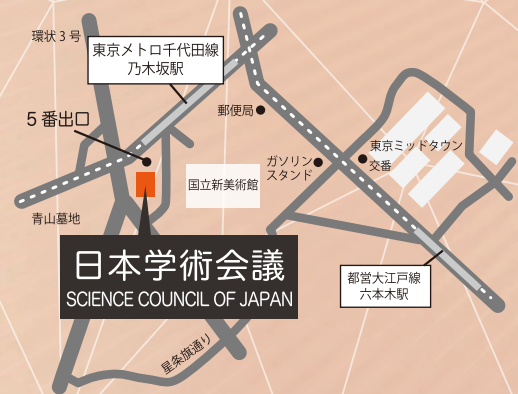 環状3号
東京メトロ千代田線
乃木坂駅
5番出口
郵便局
東京ミッドタウン
交番
ガソリン
スタンド
国立新美術館
青山墓地
日本学術会議
SCIENCE COUNCIL OF JAPAN
都営大江戸線
六本木駅
星条旗通り